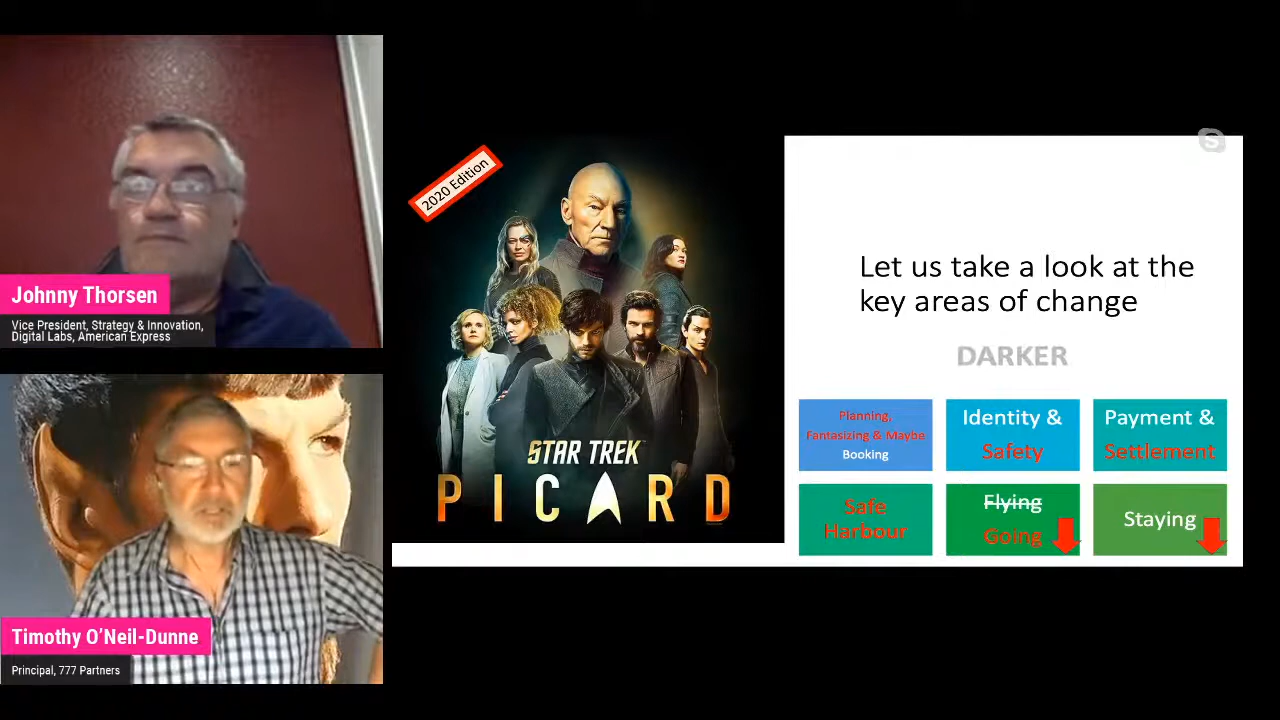 Johnny Thorsen
Vice President, Strategy & Innovation,
Digital Labs, American Express
Timothy O'Neil-Dunne
Principal, 777 Partners
2020 Edition
STAR TREK
PICARD
S
Let us take a look at the
key areas of change
DARKER
Planning,
Fantasizing & Maybe
Booking
Identity &
Safety
Payment &
Settlement
Safe
Harbour
Flying
Going
Staying